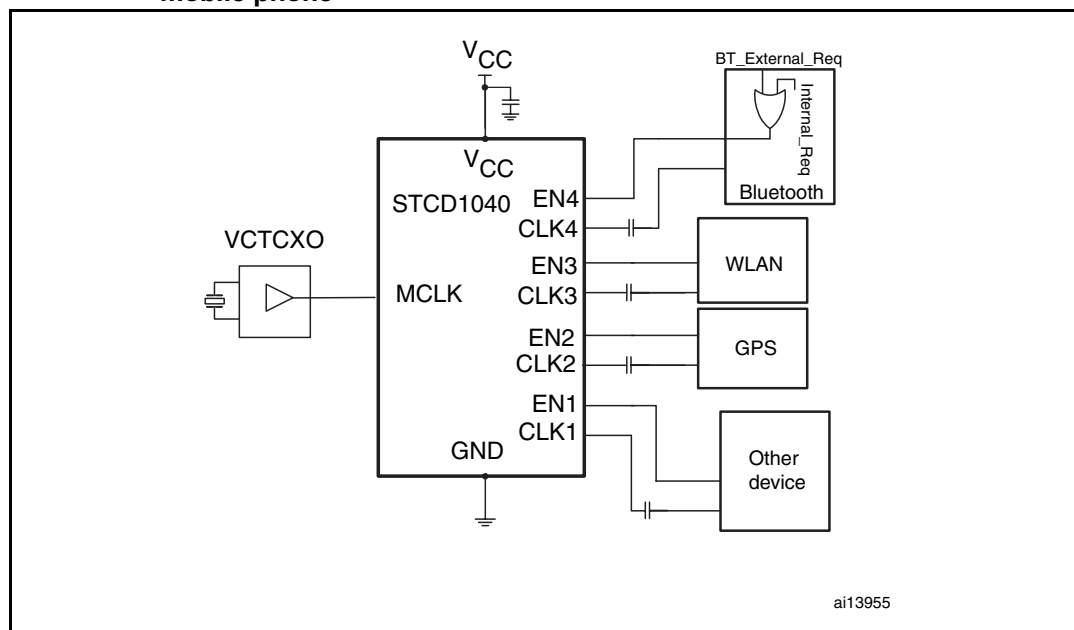 mobile phone
VCC
BT_External_Req
Internal_Req
Bluetooth
VCC
STCD1040
EN4
CLK4
VCTCXO
MCLK
EN3
CLK3
WLAN
EN2
CLK2
GPS
EN1
CLK1
GND
Other
device
ai13955